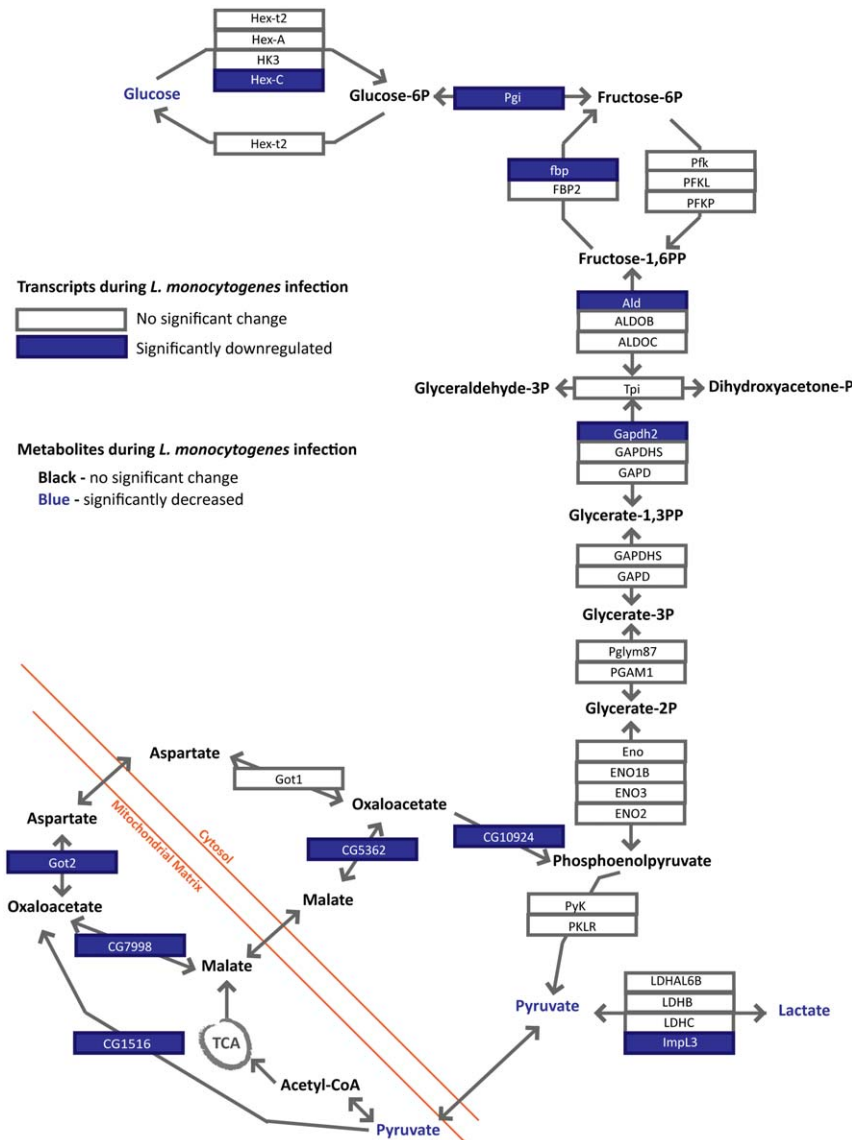 Hex-t2
Hex-A
HK3
Hex-C
Glucose
Glucose-6P
Pgi
Fructose-6P
Hex-t2
fbp
FBP2
Pfk
PFKL
PFKP
Fructose-1,6PP
Transcripts during L. monocytogenes infection
No significant change
Significantly downregulated
Ald
ALDOB
ALDOC
Glyceraldehyde-3P
Tpi
Dihydroxyacetone-P
Metabolites during L. monocytogenes infection
Black - no significant change
Blue - significantly decreased
Gapdh2
GAPDHS
GAPD
Glycerate-1,3PP
GAPDHS
GAPD
Glycerate-3P
Pglym87
PGAM1
Glycerate-2P
Eno
ENO1B
ENO3
ENO2
Aspartate
Got1
Oxaloacetate
CG10924
Phosphoenolpyruvate
Cytosol
Mitochondrial Matrix
Aspartate
Got2
Oxaloacetate
CG5362
Malate
CG7998
Malate
PyK
PKLR
Pyruvate
LDHAL6B
LDHB
LDHC
ImpL3
Lactate
TCA
CG1516
Acetyl-CoA
Pyruvate